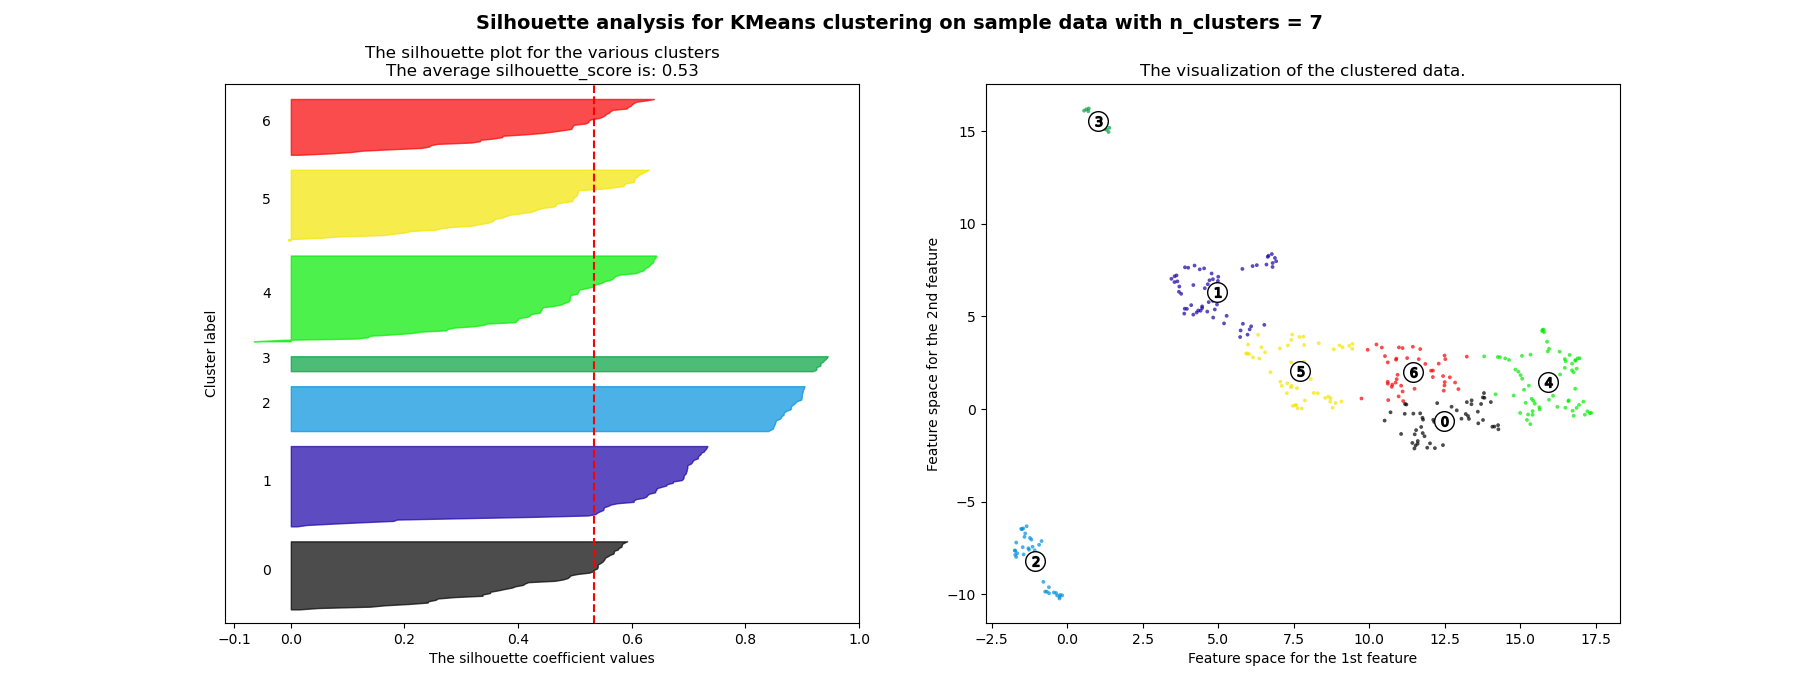 Silhouette analysis for KMeans clustering on sample data with n_clusters = 7
The silhouette plot for the various clusters
The average silhouette_score is: 0.53
6
5
4
3
2
1
0
Cluster label
−0.1 0.0 0.2 0.4 0.6 0.8 1.0
The silhouette coefficient values
The visualization of the clustered data.
15
10
5
0
−5
−10
Feature space for the 2nd feature
3
1
5
6
4
0
2
−2.5 0.0 2.5 5.0 7.5 10.0 12.5 15.0 17.5
Feature space for the 1st feature